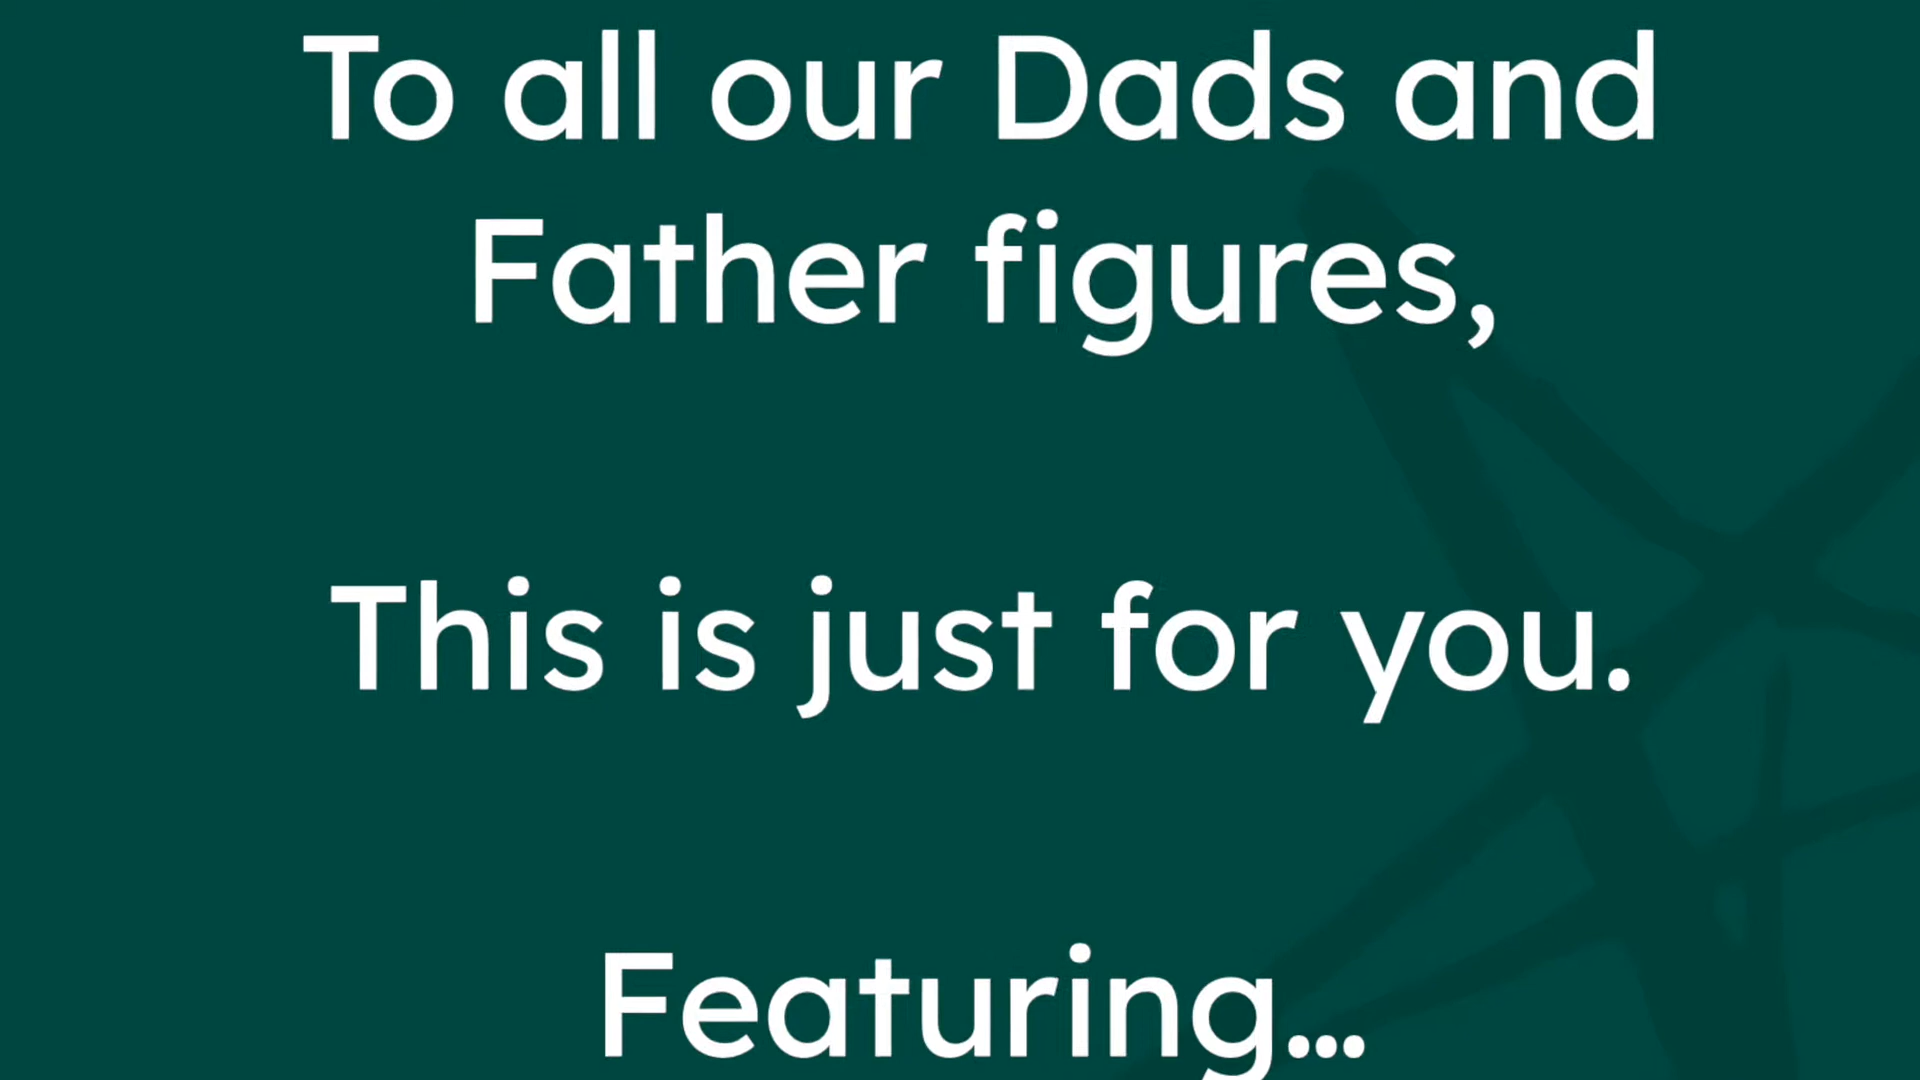 To all our Dads and
Father figures,
This is just for you.
Featuring...